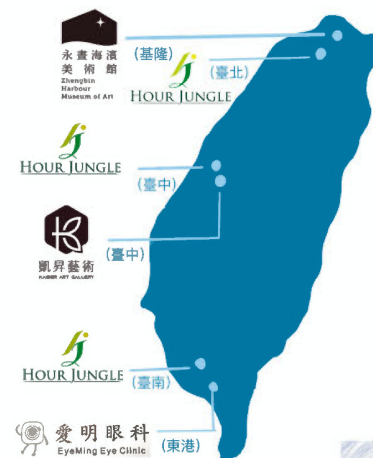 永晝海濱
美術館
Zhengbin
Harbour
Museum of Art
(基隆)
(臺北)
HOUR JUNGLE
HOUR JUNGLE
(臺中)
凱昇藝術
KAISER ART GALLERY
(臺中)
HOUR JUNGLE
(臺南)
愛明眼科
EyeMing Eye Clinic
(東港)